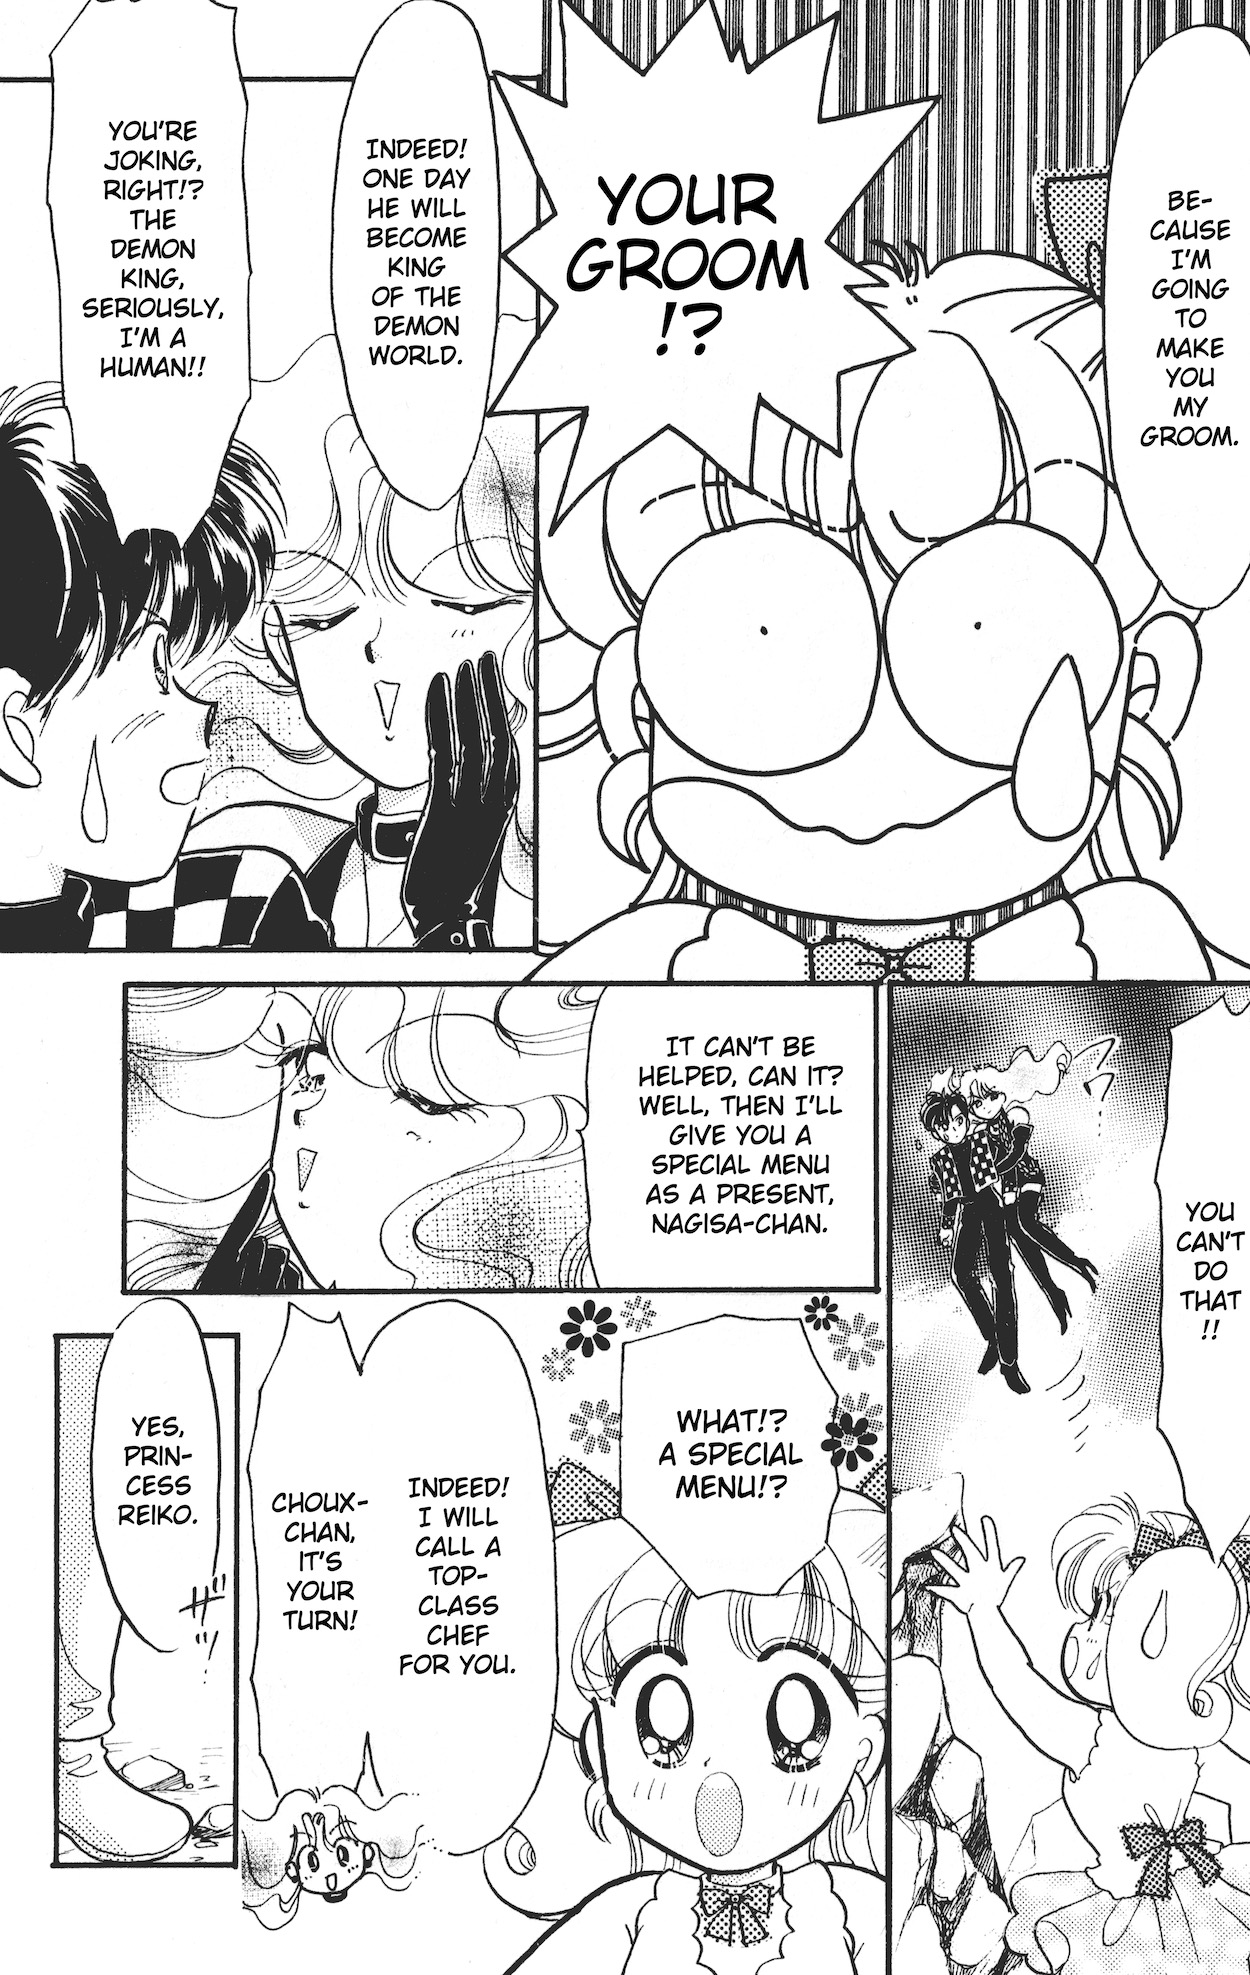 BE-
CAUSE
I'M
GOING
TO
MAKE
YOU
MY
GROOM.
YOUR
GROOM
!?
INDEED!
ONE DAY
HE WILL
BECOME
KING
OF THE
DEMON
WORLD.
YOU'RE
JOKING,
RIGHT!?
THE
DEMON
KING,
SERIOUSLY,
I'M A
HUMAN!!
YOU
CAN'T
DO
THAT
!!
IT CAN'T BE
HELPED, CAN IT?
WELL, THEN I'LL
GIVE YOU A
SPECIAL MENU
AS A PRESENT,
NAGISA-CHAN.
WHAT!?
A SPECIAL
MENU!?
INDEED!
I WILL
CALL A
TOP-
CLASS
CHEF
FOR YOU.
CHOUX-
CHAN,
IT'S
YOUR
TURN!
YES,
PRIN-
CESS
REIKO.
ザッ